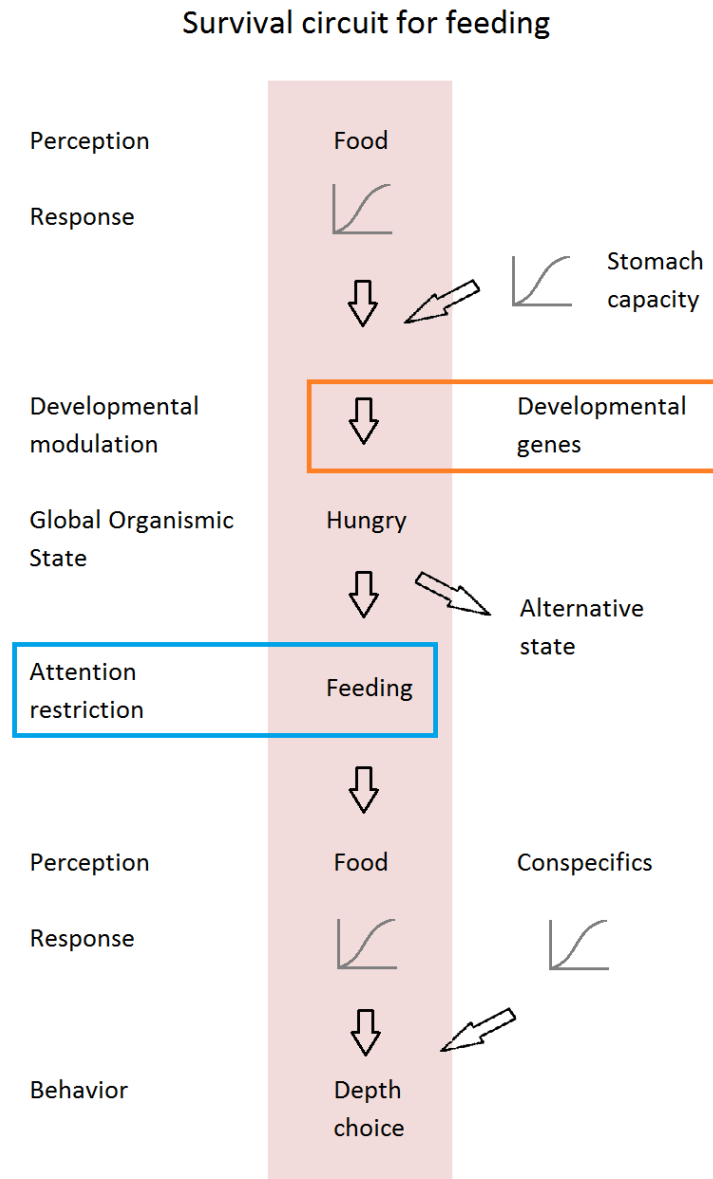 Survival circuit for feeding
Perception Food
Response
Stomach
capacity
Developmental Developmental
modulation genes
Global Organismic Hungry
State
Alternative
state
Attention
restriction
Feeding
Perception Food Conspecifics
Response
Behavior Depth
choice